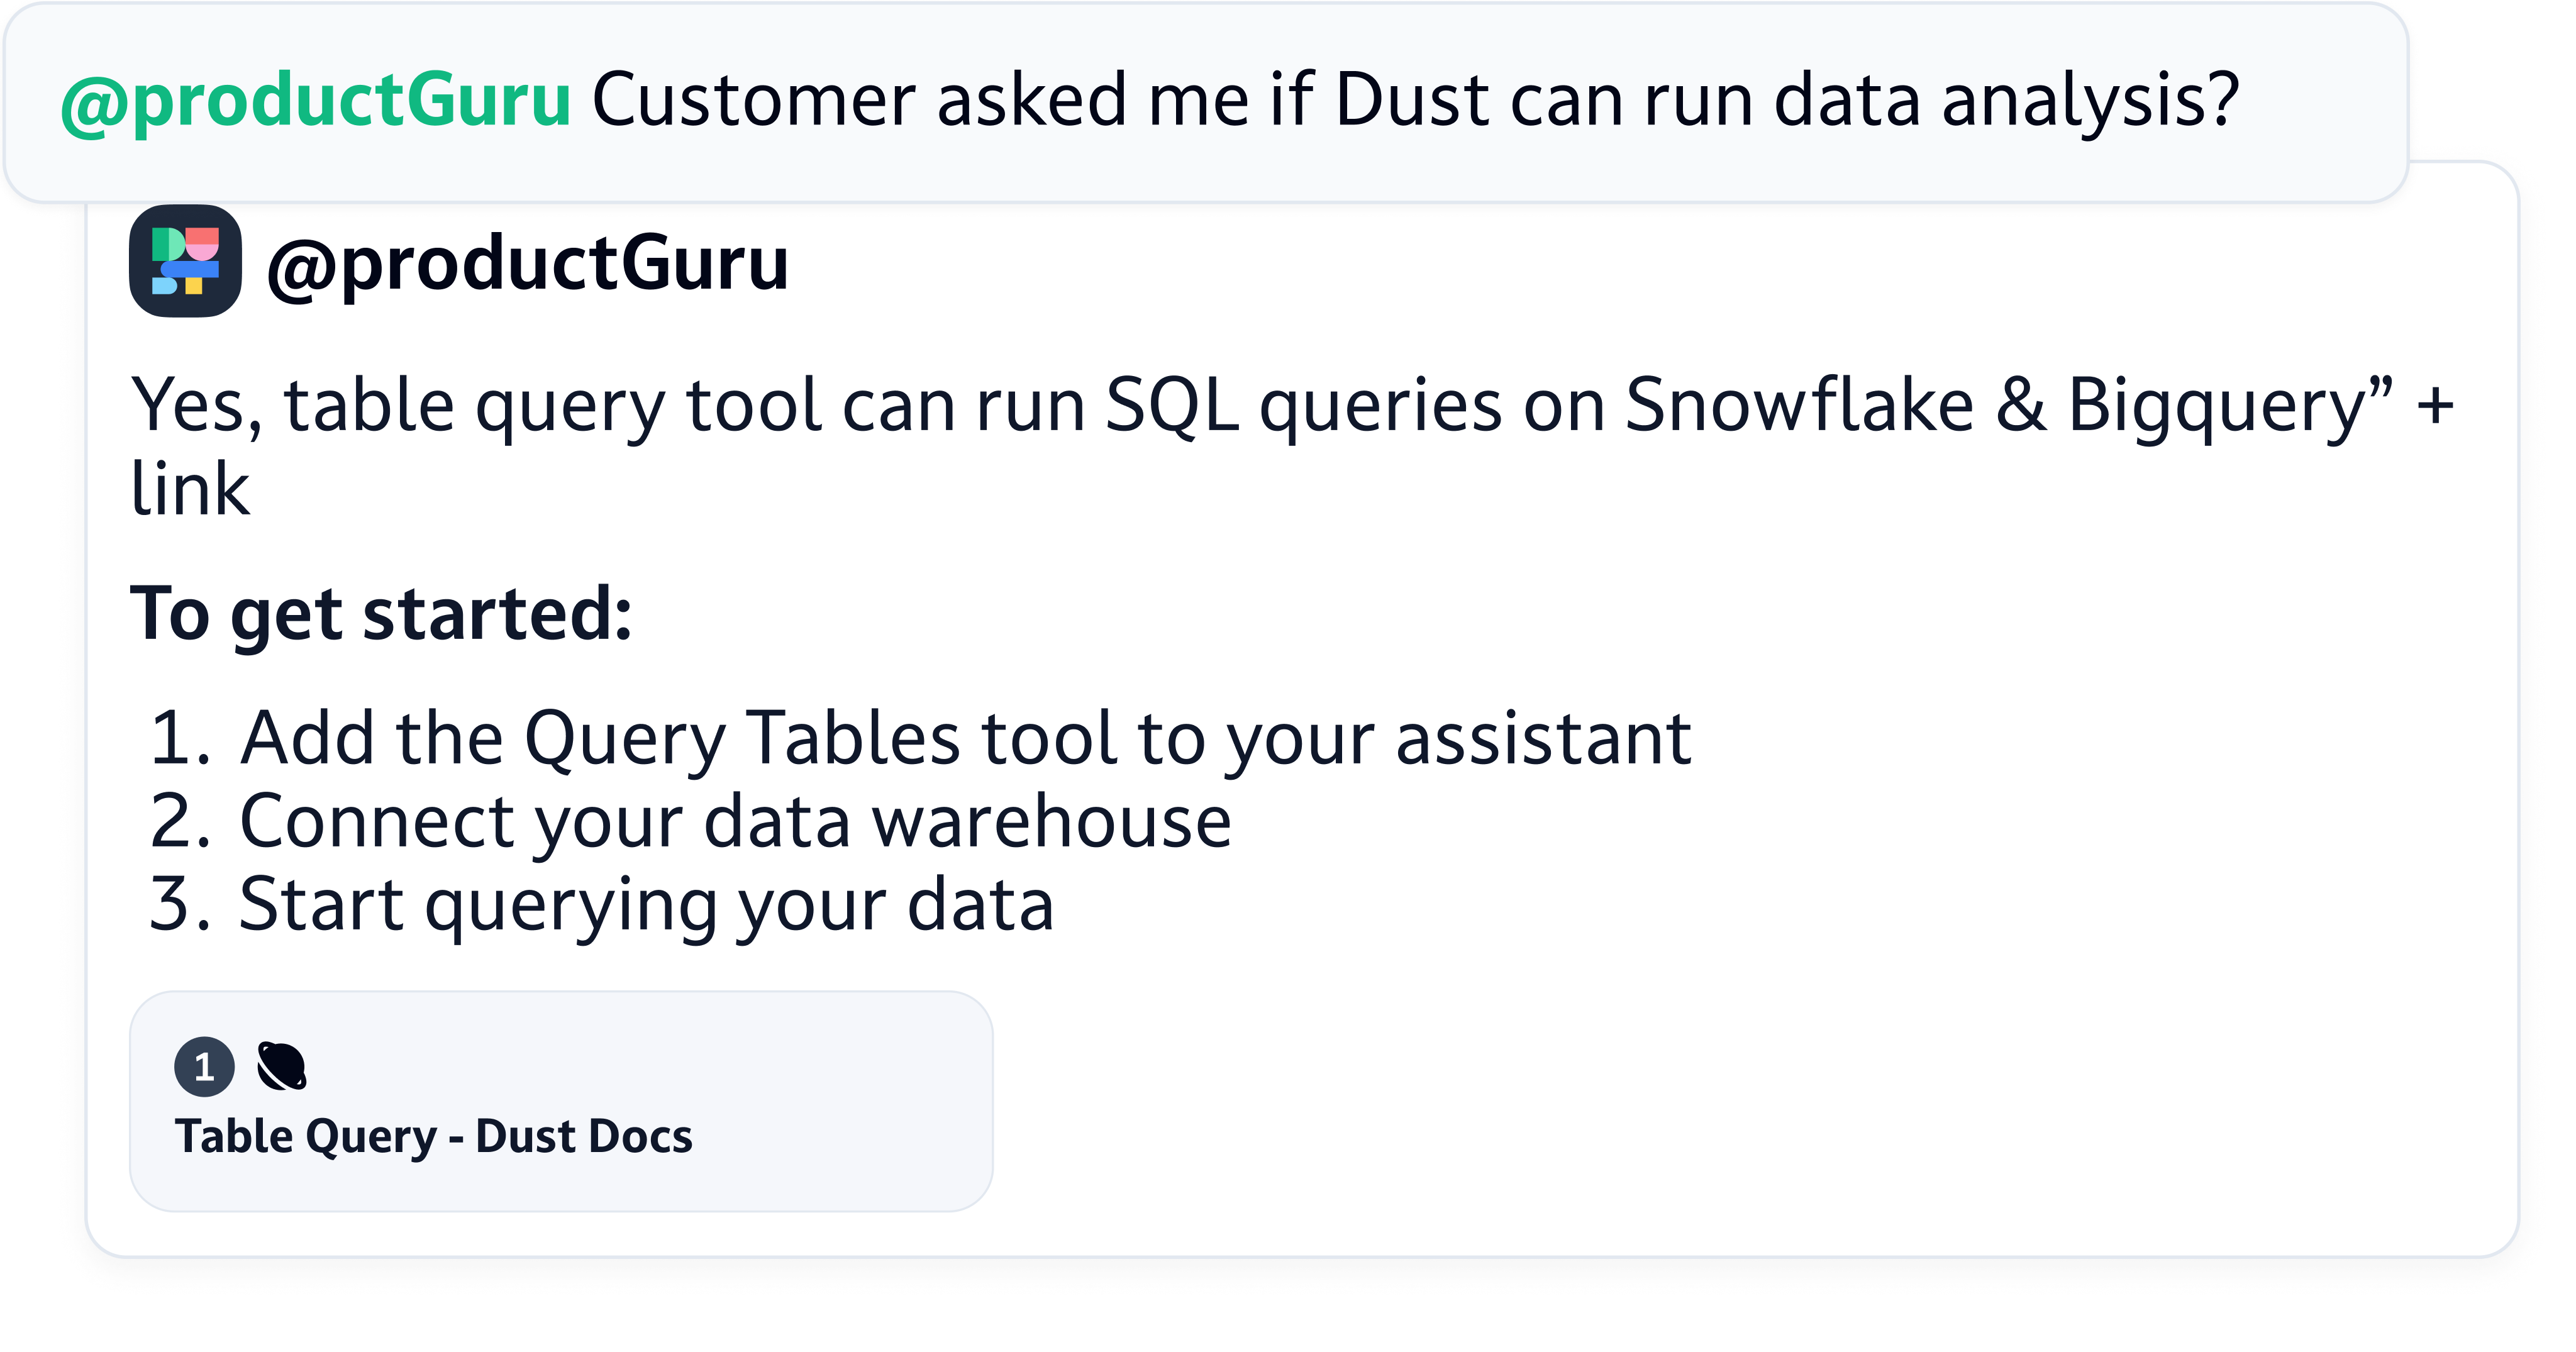 @productGuru Customer asked me if Dust can run data analysis?
@productGuru
Yes, table query tool can run SQL queries on Snowflake & Bigquery” +
link
To get started:
1. Add the Query Tables tool to your assistant
2. Connect your data warehouse
3. Start querying your data
1
Table Query - Dust Docs